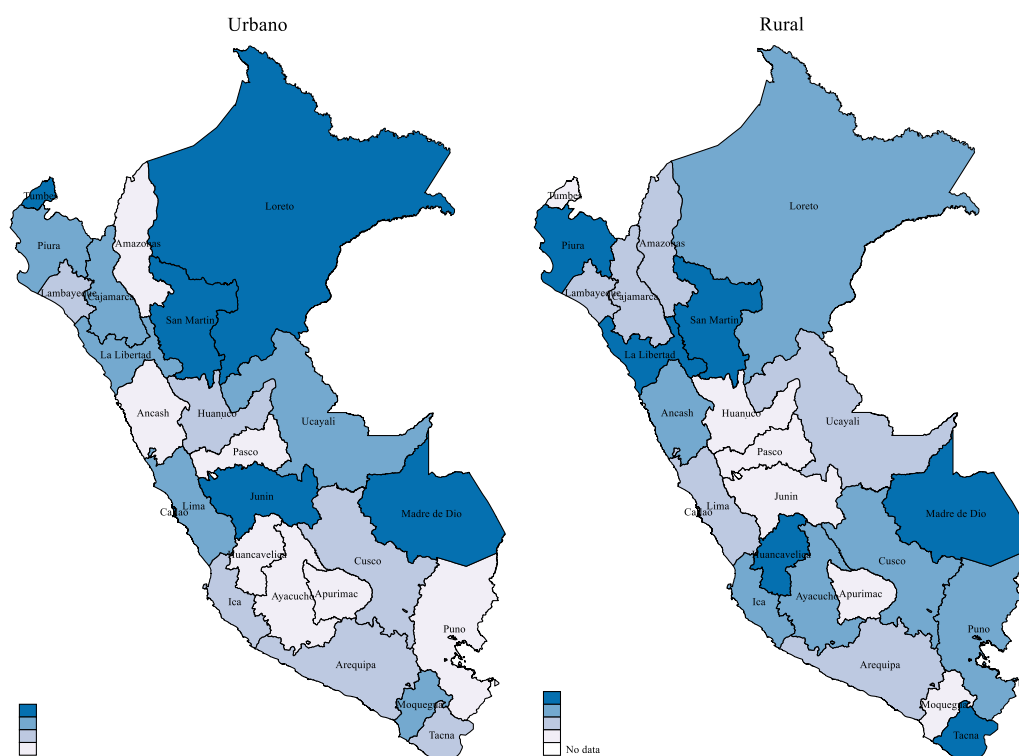 Urbano
Tumbes
Loreto
Piura
Amazonas
Lambayeque
Cajamarca
San Martin
La Libertad
Ancash
Huanuco
Ucayali
Pasco
Junin
Callao
Lima
Madre de Dio
Huancavelica
Cusco
Ica
Ayacucho
Apurimac
Puno
Arequipa
Moquegua
Tacna
Rural
Tumbes
Loreto
Piura
Amazonas
Lambayeque
Cajamarca
San Martin
La Libertad
Ancash
Huanuco
Ucayali
Pasco
Junin
Callao
Lima
Madre de Dio
Huancavelica
Cusco
Ica
Ayacucho
Apurimac
Puno
Arequipa
Moquegua
Tacna
No data